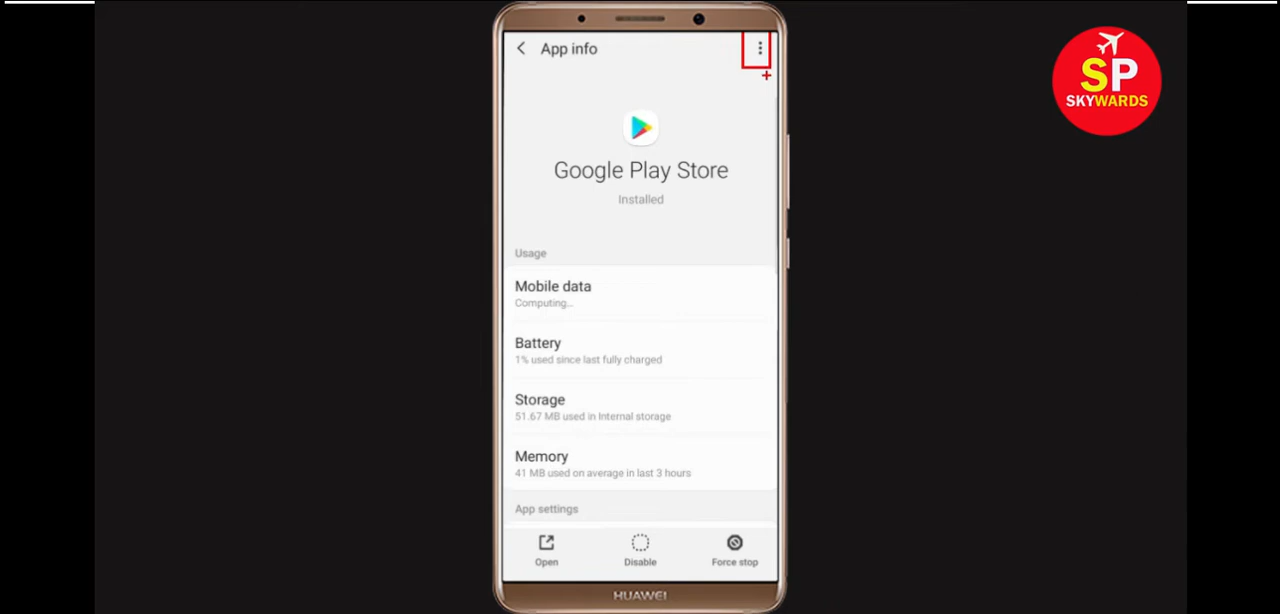 App info
SP
SKYWARDS
Google Play Store
Installed
Usage
Mobile data
Computing...
Battery
1% used since last fully charged
Storage
51.67 MB used in Internal storage
Memory
41 MB used on average in last 3 hours
App settings
Open
Disable
Force stop
HUAWEI